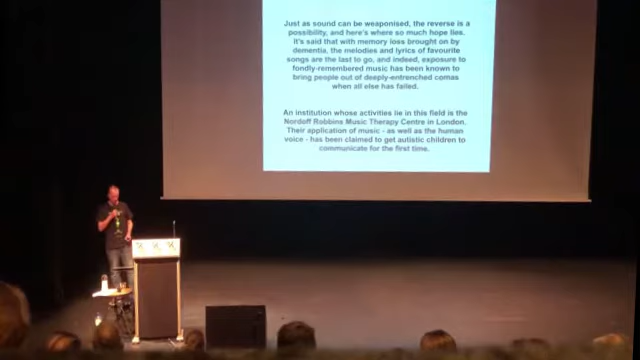 Just as sound can be weaponised, the reverse is a
possibility, and here's where so much hope lies.
It's said that with memory loss brought on by
dementia, the melodies and lyrics of favourite
songs are the last to go, and indeed, exposure to
fondly-remembered music has been known to
bring people out of deeply-entrenched comas
when all else has failed.
An institution whose activities lie in this field is the
Nordoff Robbins Music Therapy Centre in London.
Their application of music - as well as the human
voice - has been claimed to get autistic children to
communicate for the first time.